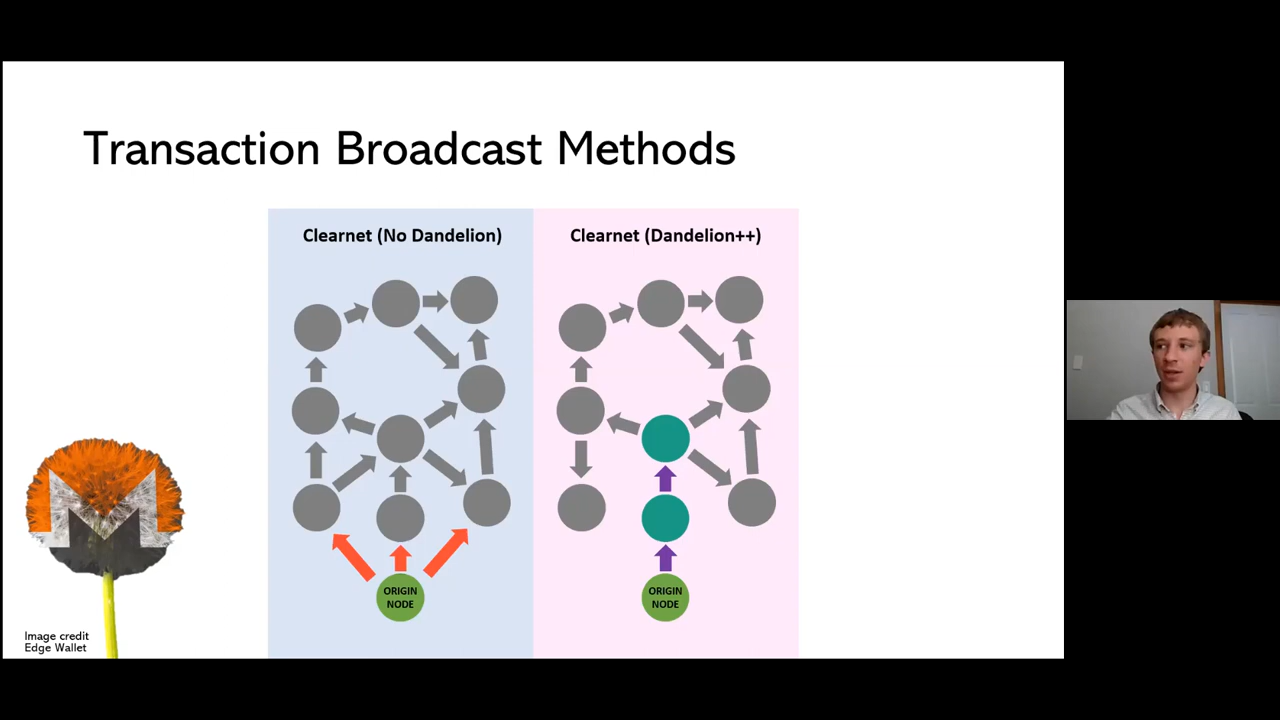 Transaction Broadcast Methods
Clearnet (No Dandelion)
Clearnet (Dandelion++)
ORIGIN
NODE
ORIGIN
NODE
Image credit
Edge Wallet